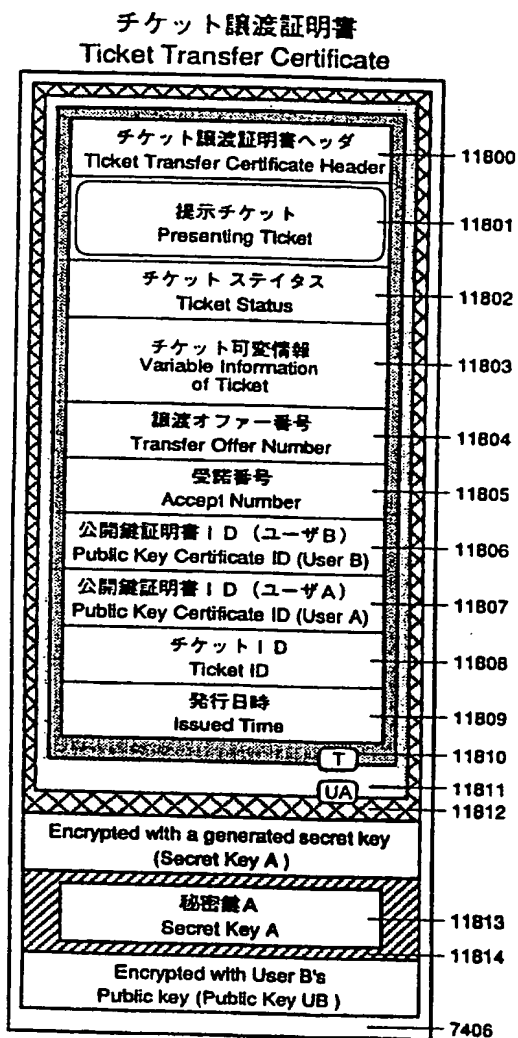 チケット譲渡証明書
Ticket Transfer Certificate
チケット譲渡証明書ヘッダ
Ticket Transfer Certificate Header
11800
提示チケット
Presenting Ticket
11801
チケット ステイタス
Ticket Status
11802
チケット可変情報
Variable Information
of Ticket
11803
譲渡オファー番号
Transfer Offer Number
11804
受諾番号
Accept Number
11805
公開鍵証明書ID(ユーザB)
Public Key Certificate ID (User B)
11806
公開鍵証明書ID(ユーザA)
Public Key Certificate ID (User A)
11807
チケットID
Ticket ID
11808
発行日時
Issued Time
11809
T
11810
UA
11811
11812
Encrypted with a generated secret key
(Secret Key A )
秘密鍵A
Secret Key A
11813
11814
Encrypted with User B's
Public key (Public Key UB )
7406